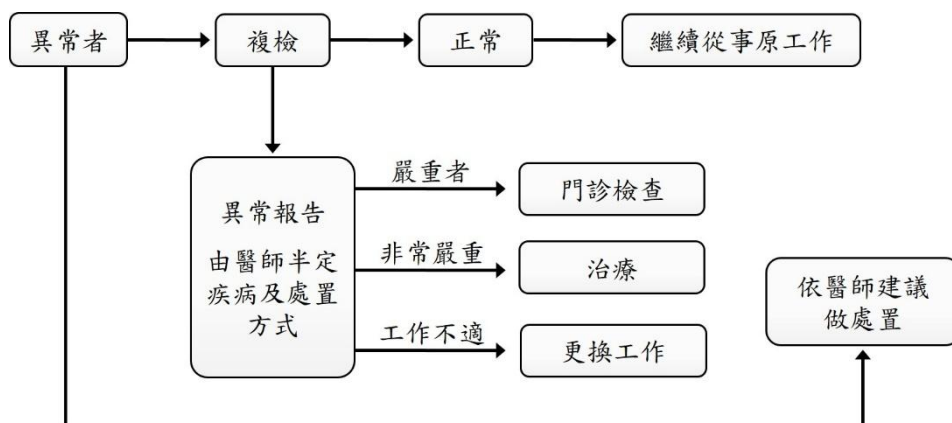 異常者
複檢
正常
繼續從事原工作
異常報告
由醫師半定
疾病及處置
方式
嚴重者
門診檢查
非常嚴重
治療
工作不適
更換工作
依醫師建議
做處置